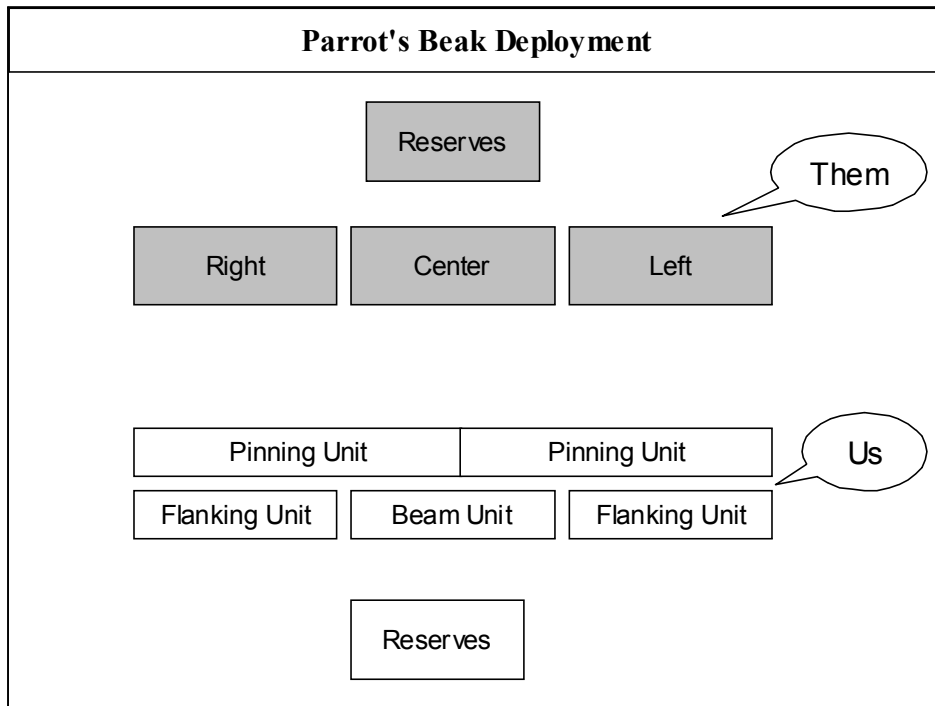 Parrot's Beak Deployment
Reserves
Them
Right
Center
Left
Pinning Unit
Pinning Unit
Us
Flanking Unit
Beam Unit
Flanking Unit
Reserves